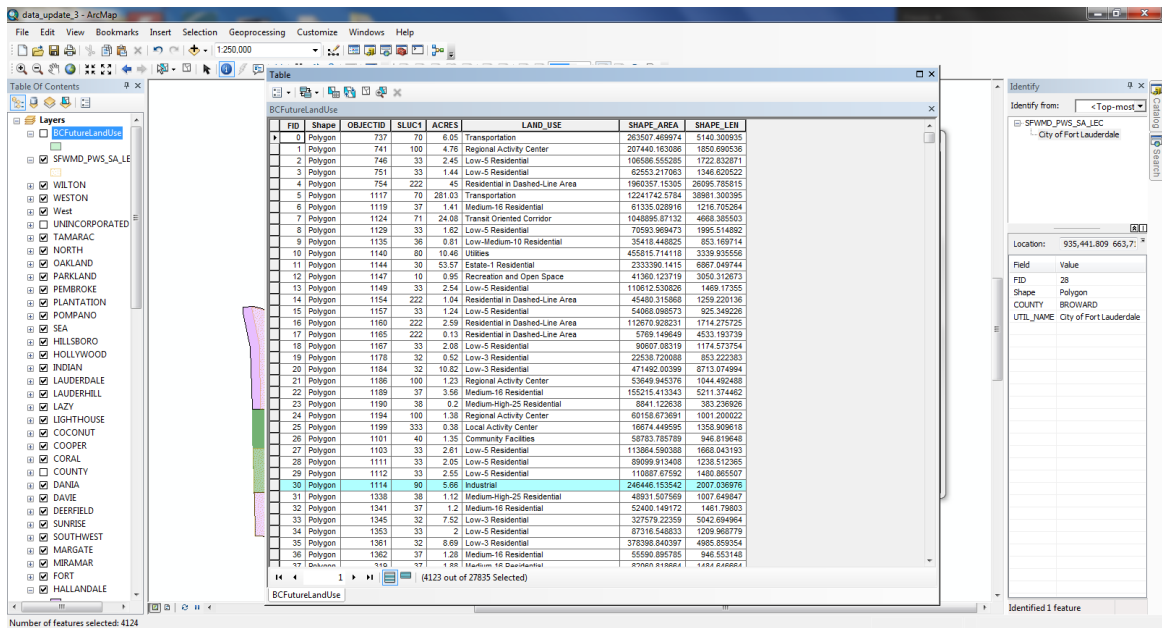 data_update_3 - ArcMap
File Edit View Bookmarks Insert Selection Geoprocessing Customize Windows Help
1:250,000
Table Of Contents
Layers
BCFutureLandUse
SFWMD_PWS_SA_LE
WILTON
WESTON
West
UNINCORPORATED
TAMARAC
NORTH
OAKLAND
PARKLAND
PEMBROKE
PLANTATION
POMPANO
SEA
HILLSBORO
HOLLYWOOD
INDIAN
LAUDERDALE
LAUDERHILL
LAZY
LIGHTHOUSE
COCONUT
COOPER
CORAL
COUNTY
DANIA
DAVIE
DEERFIELD
SUNRISE
SOUTHWEST
MARGATE
MIRAMAR
FORT
HALLANDALE
Table
BCFutureLandUse
FID Shape OBJECTID SLUC1 ACRES LAND_USE SHAPE_AREA SHAPE_LEN
0 Polygon 737 70 6.05 Transportation 263507.469974 5140.300935
1 Polygon 741 100 4.76 Regional Activity Center 207440.163086 1850.690536
2 Polygon 746 33 2.45 Low-5 Residential 106586.555285 1722.832871
3 Polygon 751 33 1.44 Low-5 Residential 62553.217063 1346.620522
4 Polygon 754 222 45 Residential in Dashed-Line Area 1960357.15305 26095.785815
5 Polygon 1117 70 281.03 Transportation 12241742.5784 38981.300395
6 Polygon 1119 37 1.41 Medium-16 Residential 61335.028916 1216.705264
7 Polygon 1124 71 24.08 Transit Oriented Corridor 1048895.87132 4668.385503
8 Polygon 1129 33 1.62 Low-5 Residential 70593.969473 1995.514892
9 Polygon 1135 36 0.81 Low-Medium-10 Residential 35418.448825 853.169714
10 Polygon 1140 80 10.46 Utilities 455815.714118 3339.935556
11 Polygon 1144 30 53.57 Estate-1 Residential 2333390.1415 6867.049744
12 Polygon 1147 10 0.95 Recreation and Open Space 41360.123719 3050.312673
13 Polygon 1149 33 2.54 Low-5 Residential 110612.530826 1469.17355
14 Polygon 1154 222 1.04 Residential in Dashed-Line Area 45480.315868 1259.220136
15 Polygon 1157 33 1.24 Low-5 Residential 54068.098573 925.349226
16 Polygon 1160 222 2.59 Residential in Dashed-Line Area 112670.928231 1714.275725
17 Polygon 1165 222 0.13 Residential in Dashed-Line Area 5769.149649 4533.193739
18 Polygon 1167 33 2.08 Low-5 Residential 90607.08319 1174.573754
19 Polygon 1178 32 0.52 Low-3 Residential 22538.720088 853.222383
20 Polygon 1184 32 10.82 Low-3 Residential 471492.00399 8713.074994
21 Polygon 1186 100 1.23 Regional Activity Center 53649.945376 1044.492488
22 Polygon 1189 37 3.56 Medium-16 Residential 155215.413343 5211.374462
23 Polygon 1190 38 0.2 Medium-High-25 Residential 8841.122638 383.236926
24 Polygon 1194 100 1.38 Regional Activity Center 60158.673691 1001.200022
25 Polygon 1199 333 0.38 Local Activity Center 16674.449595 1358.909618
26 Polygon 1101 40 1.35 Community Facilities 58783.785789 946.819648
27 Polygon 1103 33 2.61 Low-5 Residential 113864.590388 1668.043193
28 Polygon 1111 33 2.05 Low-5 Residential 89099.913408 1238.512365
29 Polygon 1112 33 2.55 Low-5 Residential 110887.67592 1480.865507
30 Polygon 1114 90 5.66 Industrial 246446.153542 2007.036976
31 Polygon 1338 38 1.12 Medium-High-25 Residential 48931.507569 1007.649847
32 Polygon 1341 37 1.2 Medium-16 Residential 52400.149172 1461.79803
33 Polygon 1345 32 7.52 Low-3 Residential 327579.22359 5042.694964
34 Polygon 1353 33 2 Low-5 Residential 87316.548833 1209.968779
35 Polygon 1361 32 8.69 Low-3 Residential 378398.840397 4985.859354
36 Polygon 1362 37 1.28 Medium-16 Residential 55590.895785 946.553148
37 Polygon 319 37 1.88 Medium-16 Residential 82060.818664 1484.646664
1
(4123 out of 27835 Selected)
BCFutureLandUse
Identify
Identify from: <Top-most
SFWMD_PWS_SA_LEC
City of Fort Lauderdale
Location: 935,441.809 663,7
Field Value
FID 28
Shape Polygon
COUNTY BROWARD
UTIL_NAME City of Fort Lauderdale
Identified 1 feature
Catalog
Search
Number of features selected: 4124